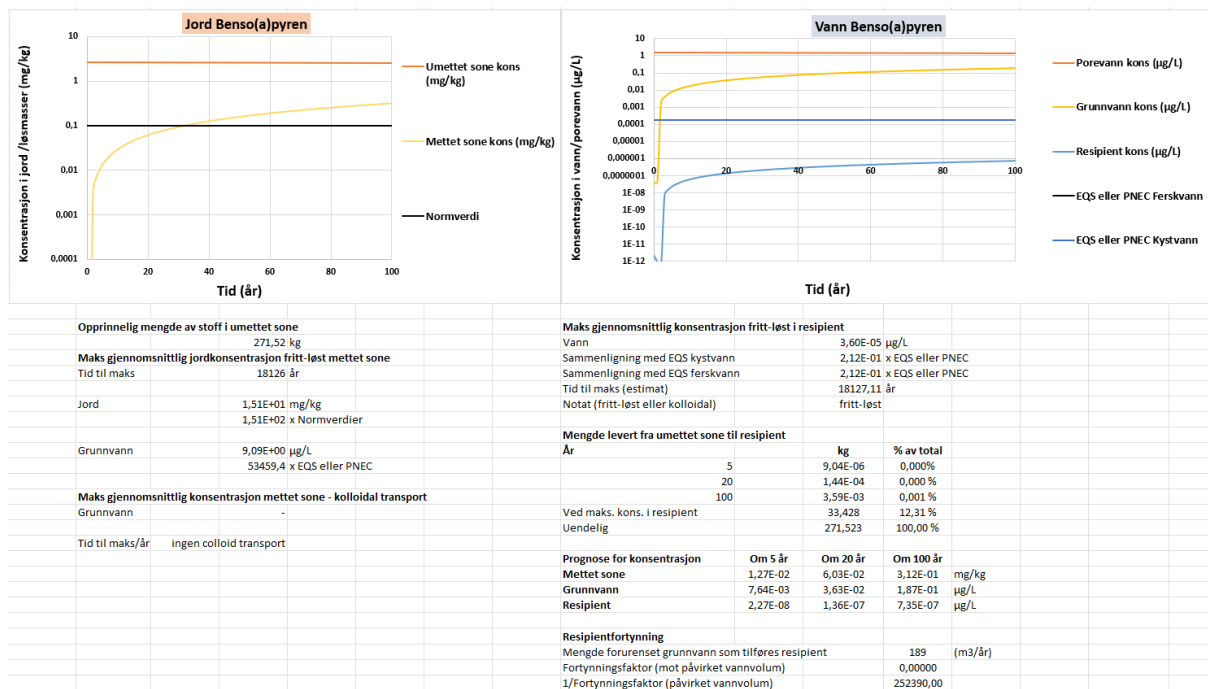 Jord Benso(a)pyren
Konsentrasjon i jord /løsmasser (mg/kg)
10
1
0,1
0,01
0,001
0,0001
0 20 40 60 80 100
Tid (år)
Umettet sone kons (mg/kg)
Mettet sone kons (mg/kg)
Normverdi
Vann Benso(a)pyren
Konsentrasjon i vann/porevann (µg/L)
10
1
0,1
0,01
0,001
0,0001
0,00001
0,000001
0,0000001
1E-08
1E-09
1E-10
1E-11
1E-12
0 20 40 60 80 100
Tid (år)
Porevann kons (µg/L)
Grunnvann kons (µg/L)
Resipient kons (µg/L)
EQS eller PNEC Ferskvann
EQS eller PNEC Kystvann
Opprinnelig mengde av stoff i umettet sone
271,52 kg
Maks gjennomsnittlig jordkonsentrasjon fritt-løst mettet sone
Tid til maks 18126 år
Jord 1,51E+01 mg/kg
1,51E+02 x Normverdier
Grunnvann 9,09E+00 µg/L
53459,4 x EQS eller PNEC
Maks gjennomsnittlig konsentrasjon mettet sone - kolloidal transport
Grunnvann -
Tid til maks/år ingen colloid transport
Maks gjennomsnittlig konsentrasjon fritt-løst i resipient
Vann 3,60E-05 µg/L
Sammenligning med EQS kystvann 2,12E-01 x EQS eller PNEC
Sammenligning med EQS ferskvann 2,12E-01 x EQS eller PNEC
Tid til maks (estimat) 18127,11 år
Notat (fritt-løst eller kolloidal) fritt-løst
Mengde levert fra umettet sone til resipient
År kg % av total
5 9,04E-06 0,000%
20 1,44E-04 0,000 %
100 3,59E-03 0,001 %
Ved maks. kons. i resipient 33,428 12,31 %
Uendelig 271,523 100,00 %
Prognose for konsentrasjon Om 5 år Om 20 år Om 100 år
Mettet sone 1,27E-02 6,03E-02 3,12E-01 mg/kg
Grunnvann 7,64E-03 3,63E-02 1,87E-01 µg/L
Resipient 2,27E-08 1,36E-07 7,35E-07 µg/L
Resipientfortynning
Mengde forurenset grunnvann som tilføres resipient 189 (m3/år)
Fortynningsfaktor (mot påvirket vannvolum) 0,00000
1/Fortynningsfaktor (påvirket vannvolum) 252390,00